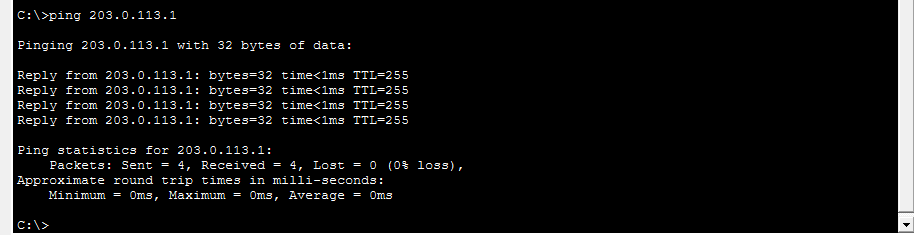 C:\>ping 203.0.113.1
Pinging 203.0.113.1 with 32 bytes of data:
Reply from 203.0.113.1: bytes=32 time<1ms TTL=255
Reply from 203.0.113.1: bytes=32 time<1ms TTL=255
Reply from 203.0.113.1: bytes=32 time<1ms TTL=255
Reply from 203.0.113.1: bytes=32 time<1ms TTL=255
Ping statistics for 203.0.113.1:
    Packets: Sent = 4, Received = 4, Lost = 0 (0% loss),
Approximate round trip times in milli-seconds:
    Minimum = 0ms, Maximum = 0ms, Average = 0ms
C:\>